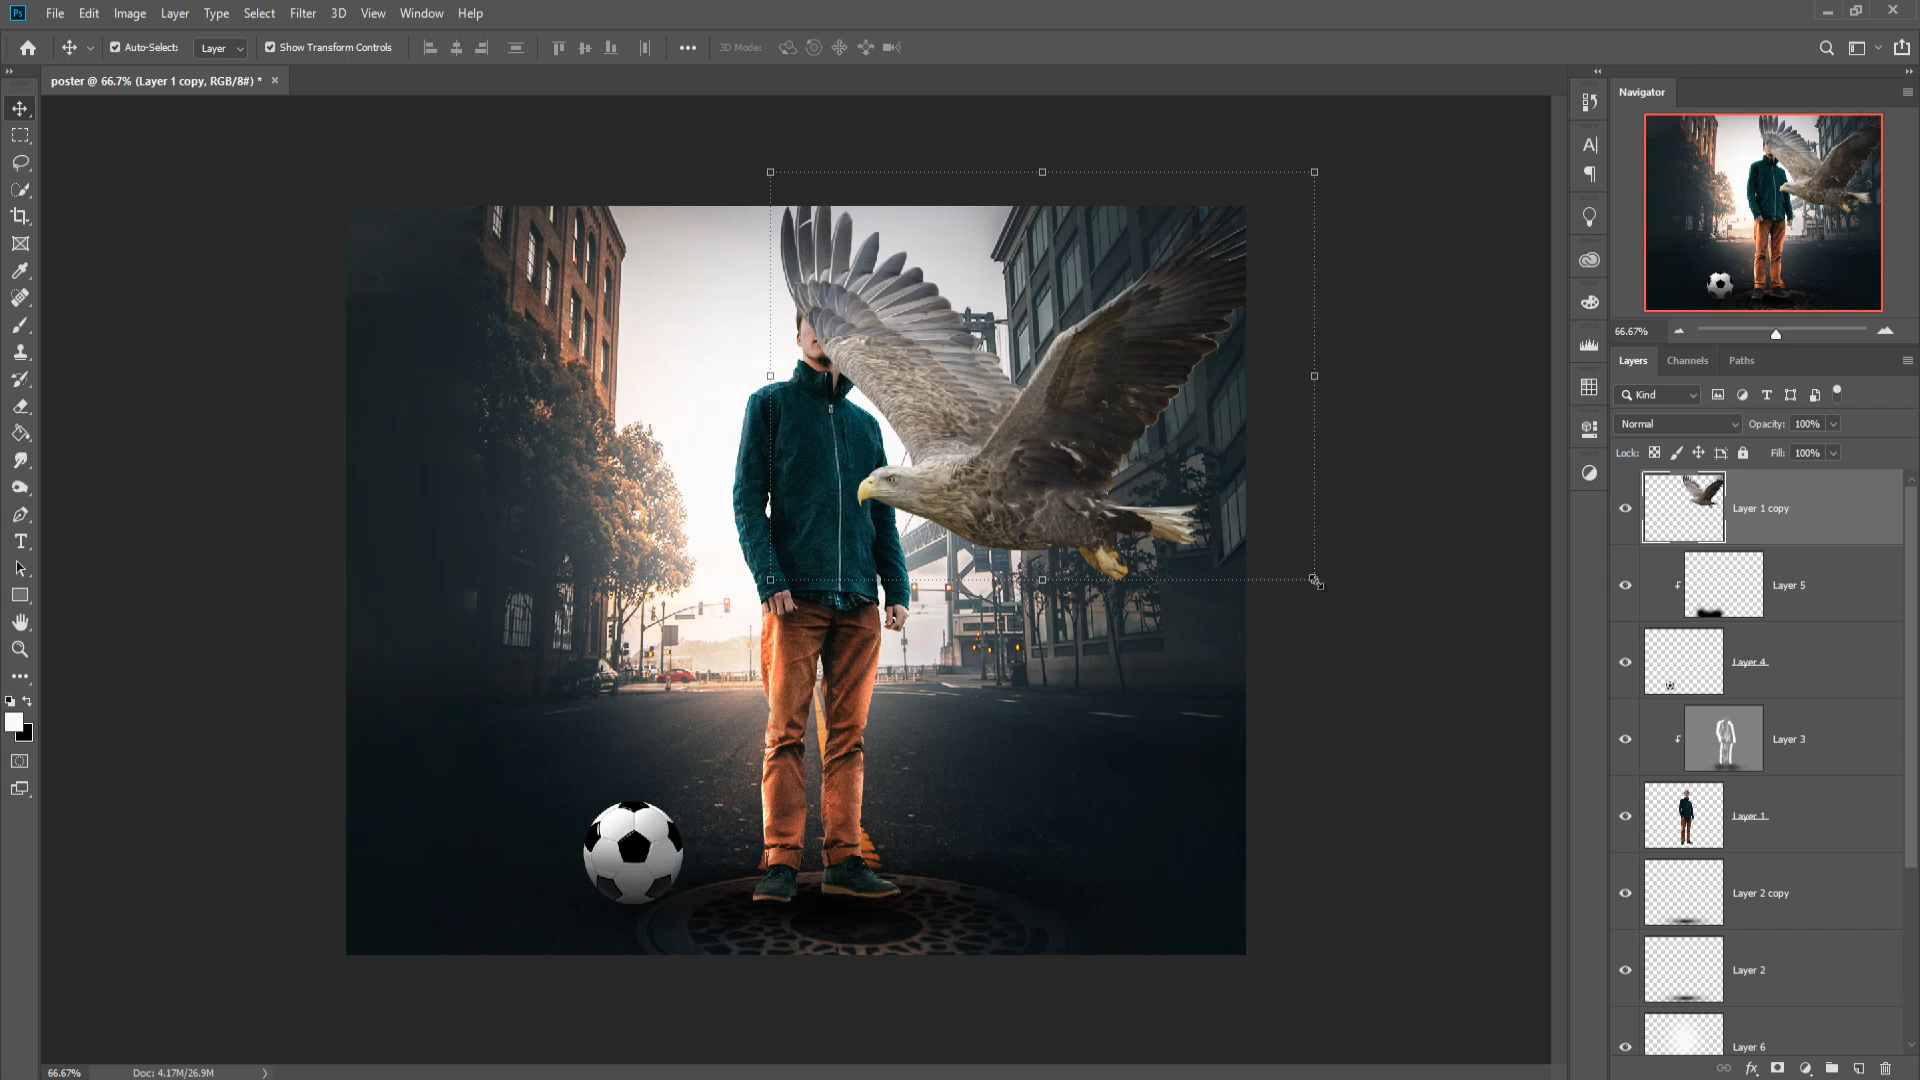 Ps File Edit Image Layer Type Select Filter 3D View Window Help
Auto-Select: Layer Show Transform Controls 3D Mode:
poster @ 66.7% (Layer 1 copy, RGB/8#) * ×
Navigator
66.67%
Layers Channels Paths
Kind
Normal Opacity: 100%
Lock: Fill: 100%
Layer 1 copy
Layer 5
Layer 4
Layer 3
Layer 1
Layer 2 copy
Layer 2
Layer 6
66.67% Doc: 4.17M/26.9M